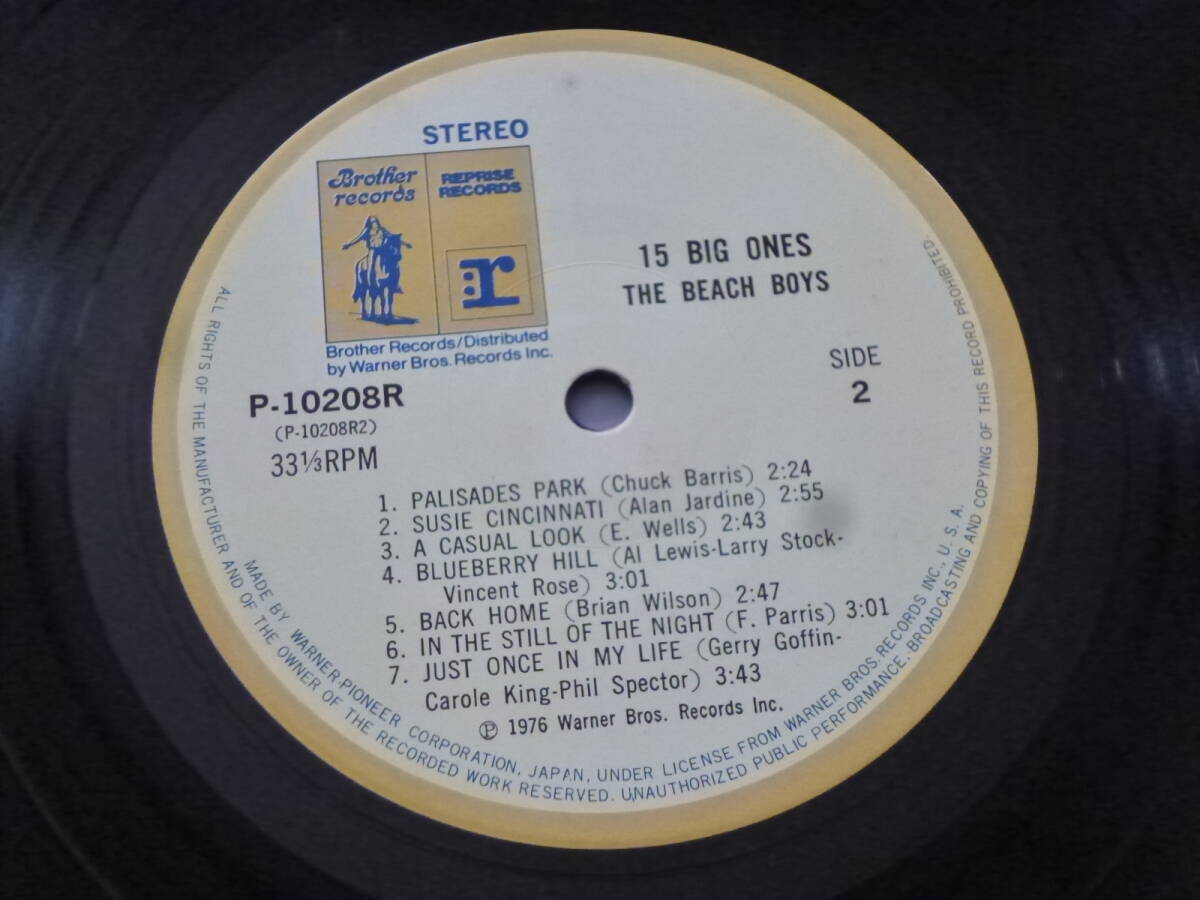 STEREO
Brother
records
REPRISE
RECORDS
r
Brother Records/Distributed
by Warner Bros. Records Inc.
15 BIG ONES
THE BEACH BOYS
P-10208R
(P-10208R2)
33⅓RPM
SIDE
2
1. PALISADES PARK (Chuck Barris) 2:24
2. SUSIE CINCINNATI (Alan Jardine) 2:55
3. A CASUAL LOOK (E. Wells) 2:43
4. BLUEBERRY HILL (Al Lewis-Larry Stock-
Vincent Rose) 3:01
5. BACK HOME (Brian Wilson) 2:47
6. IN THE STILL OF THE NIGHT (F. Parris) 3:01
7. JUST ONCE IN MY LIFE (Gerry Goffin-
Carole King-Phil Spector) 3:43
Ⓟ 1976 Warner Bros. Records Inc.
MADE BY WARNER-PIONEER CORPORATION, JAPAN, UNDER LICENSE FROM WARNER BROS. RECORDS INC., U. S. A.
ALL RIGHTS OF THE MANUFACTURER AND OF THE OWNER OF THE RECORDED WORK RESERVED. UNAUTHORIZED PUBLIC PERFORMANCE, BROADCASTING AND COPYING OF THIS RECORD PROHIBITED.